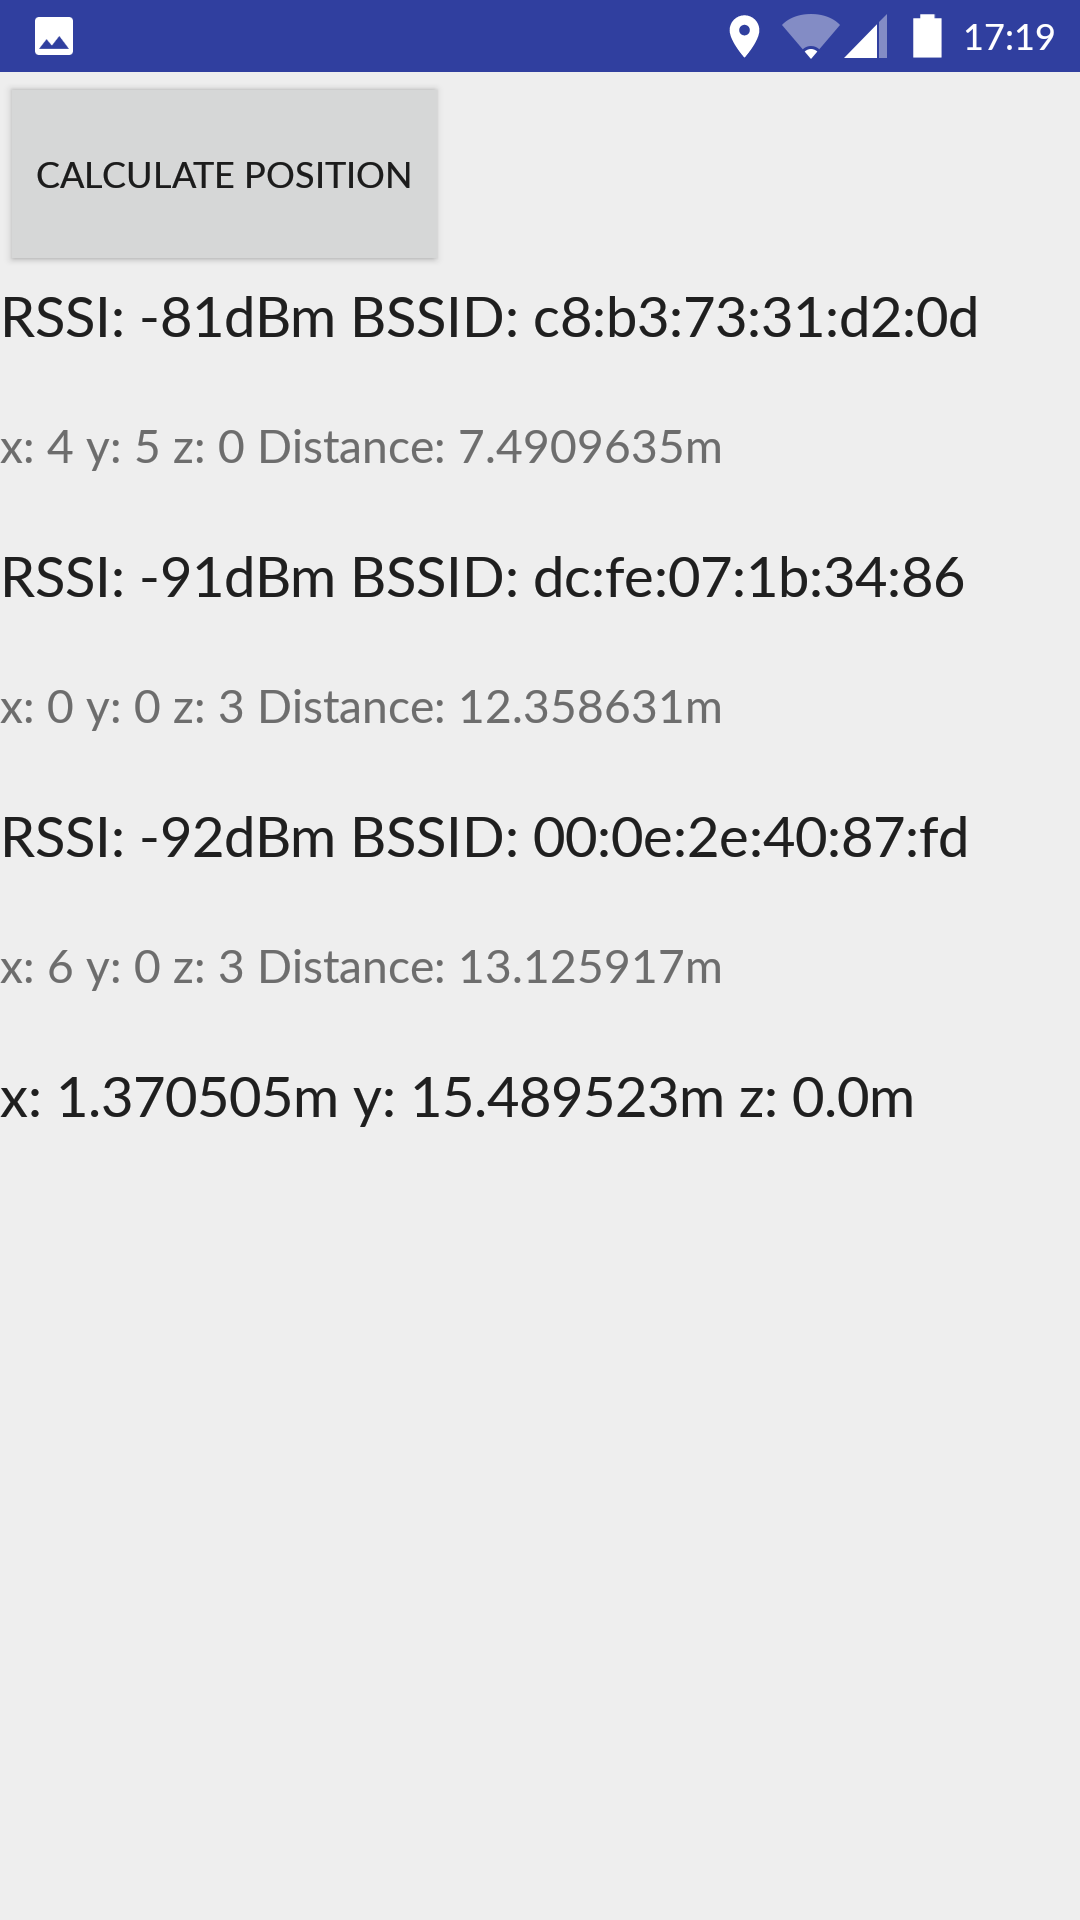 17:19
CALCULATE POSITION
RSSI: -81dBm BSSID: c8:b3:73:31:d2:0d
x: 4 y: 5 z: 0 Distance: 7.4909635m
RSSI: -91dBm BSSID: dc:fe:07:1b:34:86
x: 0 y: 0 z: 3 Distance: 12.358631m
RSSI: -92dBm BSSID: 00:0e:2e:40:87:fd
x: 6 y: 0 z: 3 Distance: 13.125917m
x: 1.370505m y: 15.489523m z: 0.0m